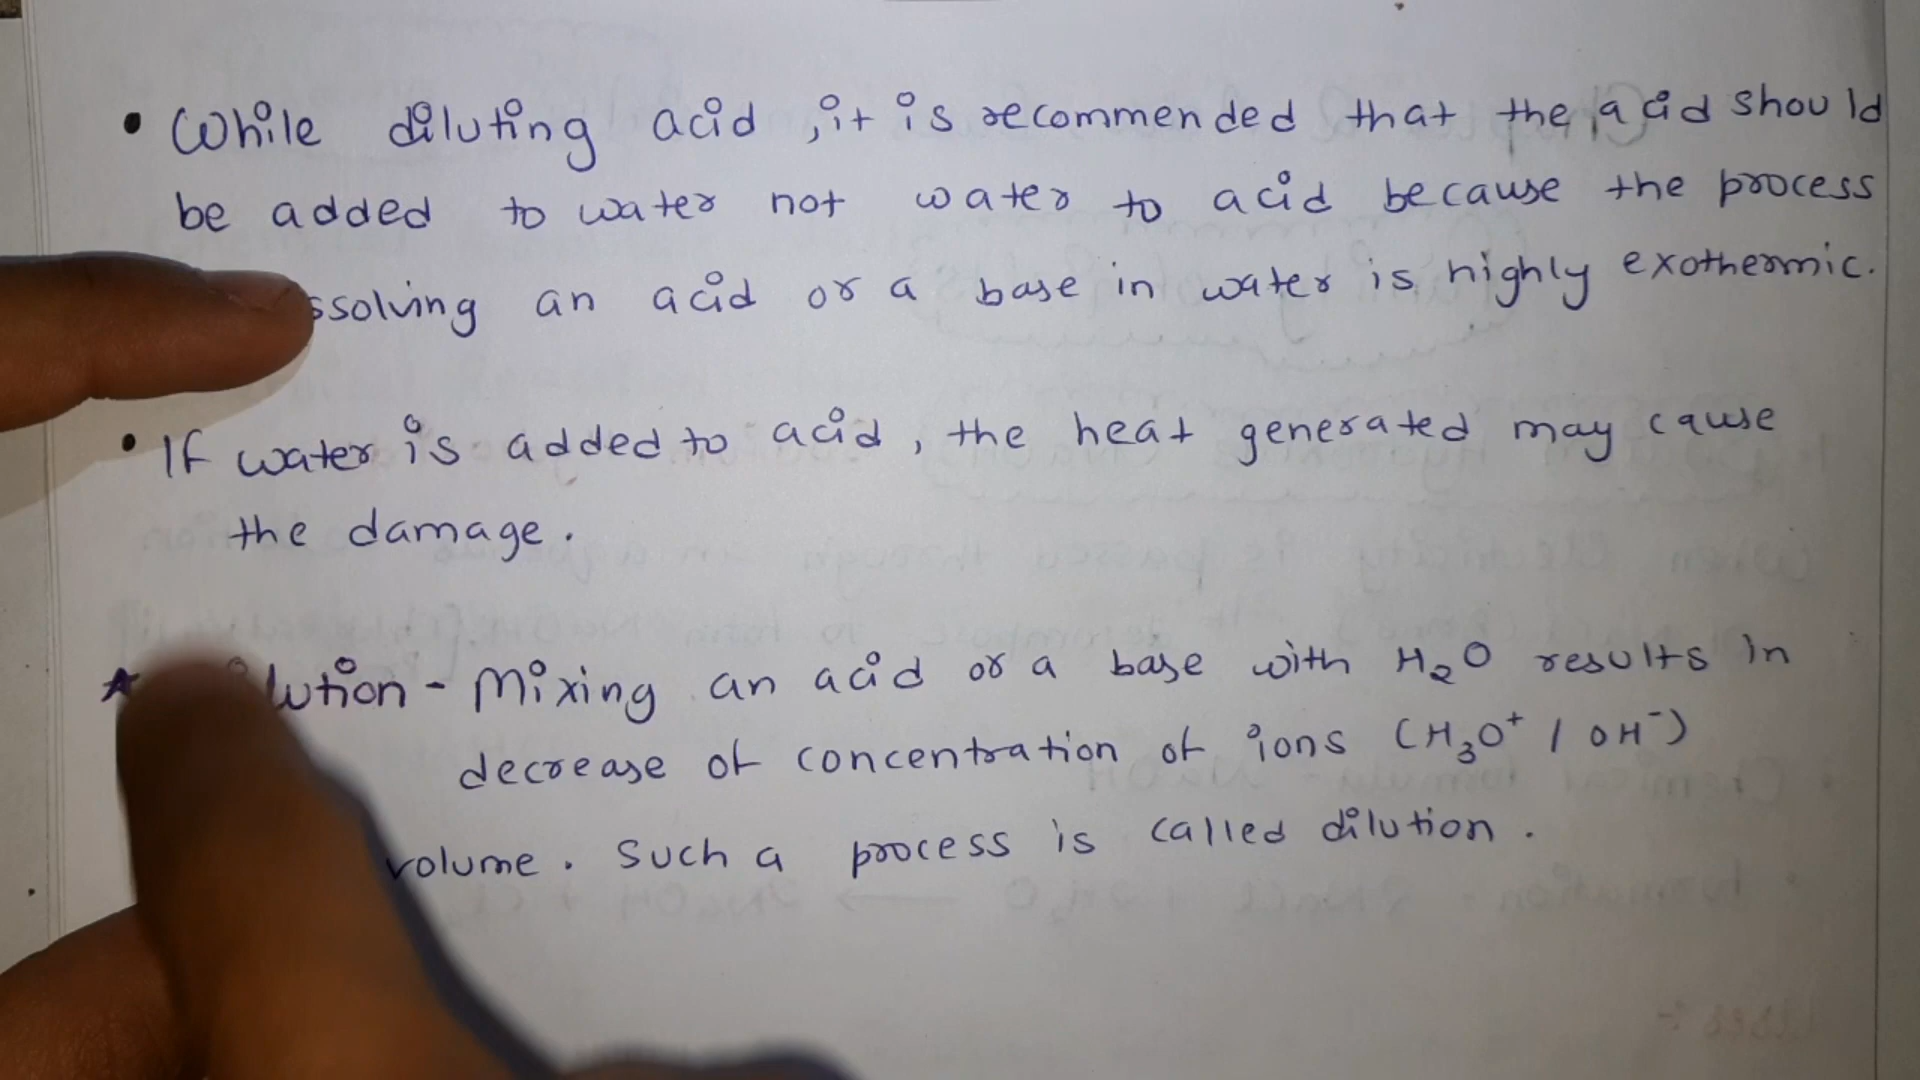 • While diluting acid, it is recommended that the acid should
be added to water not water to acid because the process
ssolving an acid or a base in water is highly exothermic.
• If water is added to acid, the heat generated may cause
the damage.
★ lution - Mixing an acid or a base with H₂O results in
decrease of concentration of ions (H₃O⁺ / OH⁻)
volume. Such a process is called dilution.